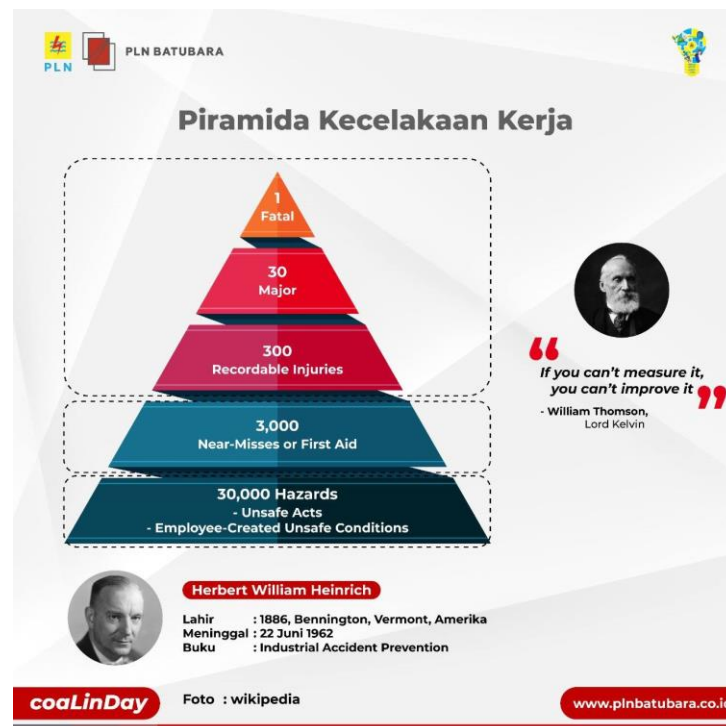 PLN
PLN BATUBARA
Piramida Kecelakaan Kerja
1
Fatal
30
Major
300
Recordable Injuries
3,000
Near-Misses or First Aid
30,000 Hazards
- Unsafe Acts
- Employee-Created Unsafe Conditions
“
If you can’t measure it,
you can’t improve it
”
- William Thomson,
Lord Kelvin
Herbert William Heinrich
Lahir : 1886, Bennington, Vermont, Amerika
Meninggal : 22 Juni 1962
Buku : Industrial Accident Prevention
coaLinDay
Foto : wikipedia
www.plnbatubara.co.id